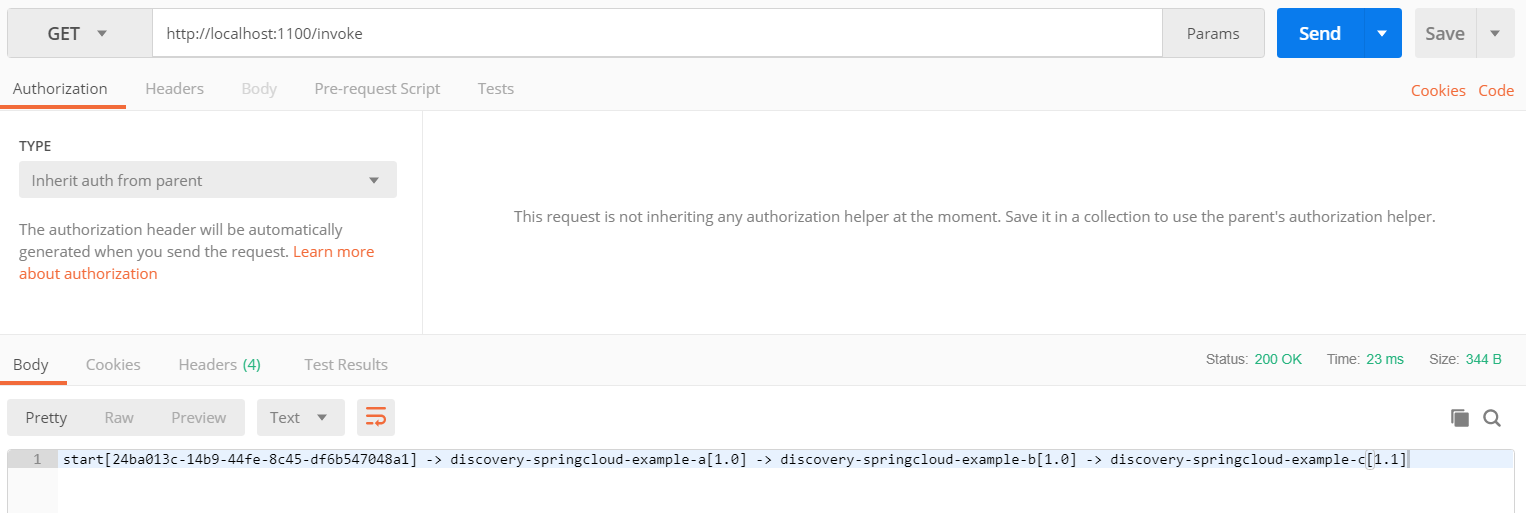 GET http://localhost:1100/invoke Params Send Save
Authorization Headers Body Pre-request Script Tests Cookies Code
TYPE
Inherit auth from parent
The authorization header will be automatically
generated when you send the request. Learn more
about authorization
This request is not inheriting any authorization helper at the moment. Save it in a collection to use the parent's authorization helper.
Body Cookies Headers (4) Test Results Status: 200 OK Time: 23 ms Size: 344 B
Pretty Raw Preview Text
1 start[24ba013c-14b9-44fe-8c45-df6b547048a1] -> discovery-springcloud-example-a[1.0] -> discovery-springcloud-example-b[1.0] -> discovery-springcloud-example-c[1.1]